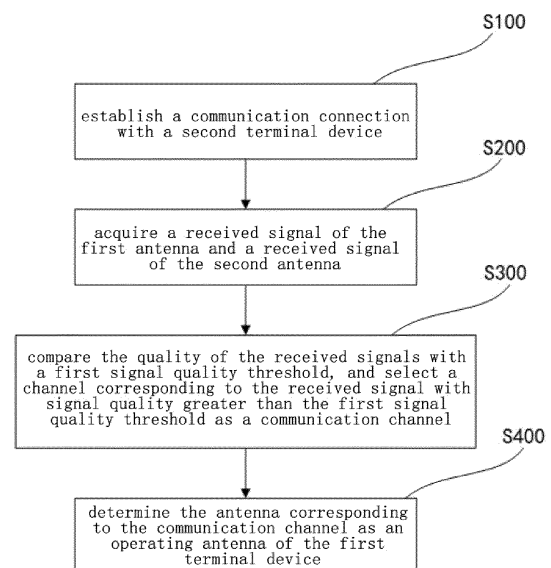 S100
establish a communication connection
with a second terminal device
S200
acquire a received signal of the
first antenna and a received signal
of the second antenna
S300
compare the quality of the received signals with
a first signal quality threshold, and select a
channel corresponding to the received signal with
signal quality greater than the first signal
quality threshold as a communication channel
S400
determine the antenna corresponding
to the communication channel as an
operating antenna of the first
terminal device